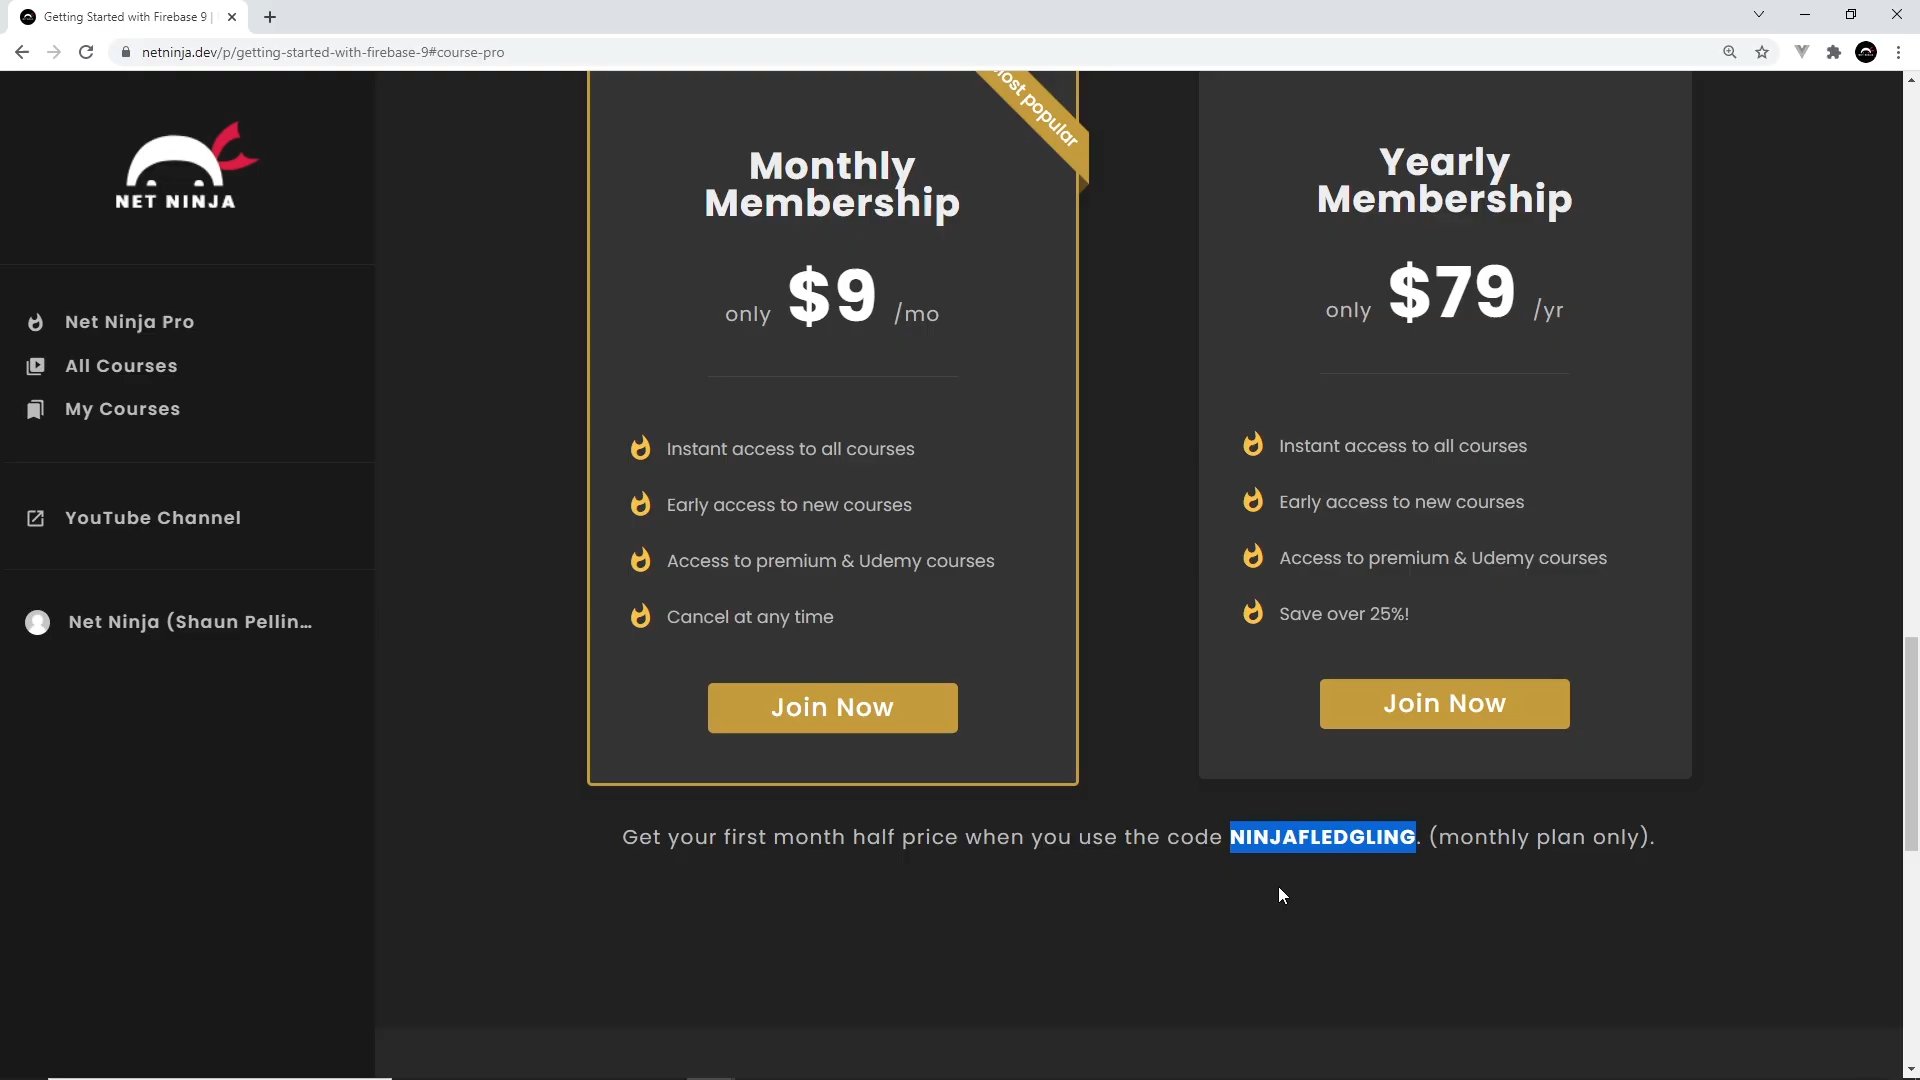 Getting Started with Firebase 9 |
netninja.dev/p/getting-started-with-firebase-9#course-pro
NET NINJA
Net Ninja Pro
All Courses
My Courses
YouTube Channel
Net Ninja (Shaun Pellin...
most popular
Monthly
Membership
only $9 /mo
Instant access to all courses
Early access to new courses
Access to premium & Udemy courses
Cancel at any time
Join Now
Yearly
Membership
only $79 /yr
Instant access to all courses
Early access to new courses
Access to premium & Udemy courses
Save over 25%!
Join Now
Get your first month half price when you use the code NINJAFLEDGLING. (monthly plan only).